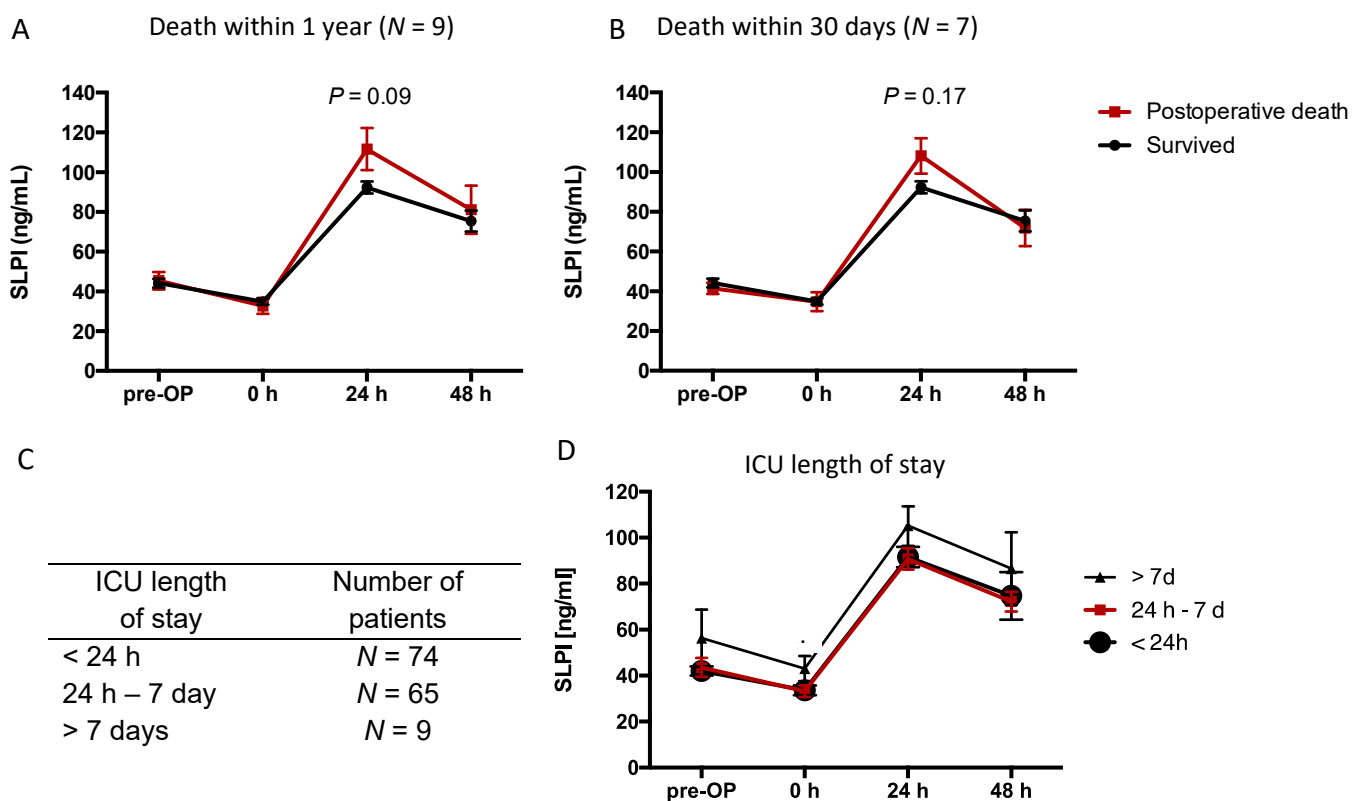 A
Death within 1 year (N = 9)
P = 0.09
SLPI (ng/mL)
140
120
100
80
60
40
20
0
pre-OP 0 h 24 h 48 h
B
Death within 30 days (N = 7)
P = 0.17
SLPI (ng/mL)
140
120
100
80
60
40
20
0
pre-OP 0 h 24 h 48 h
Postoperative death
Survived
C
ICU length Number of
of stay patients
< 24 h N = 74
24 h – 7 day N = 65
> 7 days N = 9
D
ICU length of stay
SLPI [ng/ml]
120
100
80
60
40
20
0
pre-OP 0 h 24 h 48 h
> 7d
24 h - 7 d
< 24h